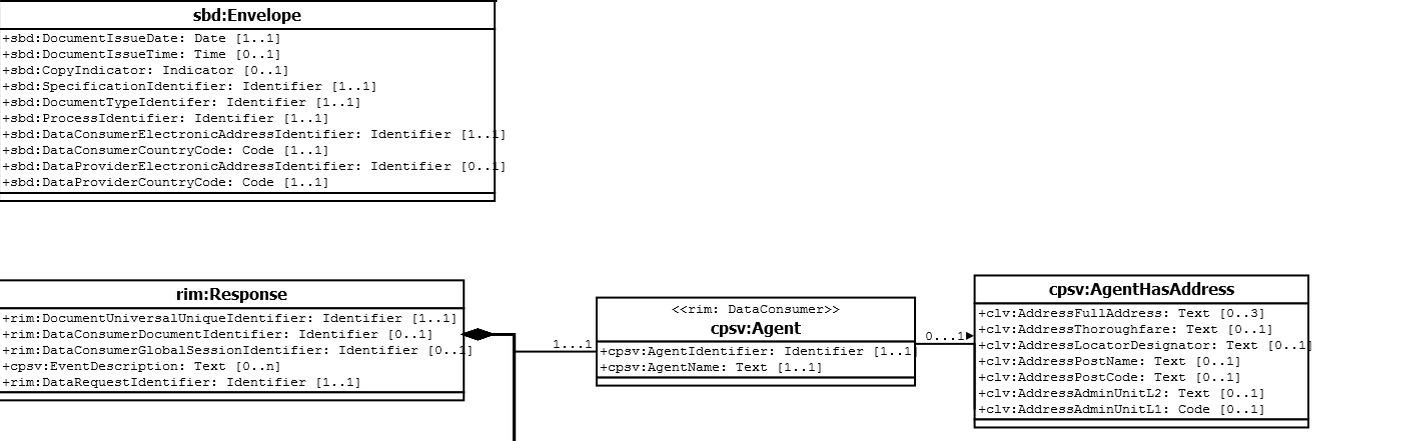 sbd:Envelope
+sbd:DocumentIssueDate: Date [1..1]
+sbd:DocumentIssueTime: Time [0..1]
+sbd:CopyIndicator: Indicator [0..1]
+sbd:SpecificationIdentifier: Identifier [1..1]
+sbd:DocumentTypeIdentifer: Identifier [1..1]
+sbd:ProcessIdentifier: Identifier [1..1]
+sbd:DataConsumerElectronicAddressIdentifier: Identifier [1..1]
+sbd:DataConsumerCountryCode: Code [1..1]
+sbd:DataProviderElectronicAddressIdentifier: Identifier [0..1]
+sbd:DataProviderCountryCode: Code [1..1]
rim:Response
+rim:DocumentUniversalUniqueIdentifier: Identifier [1..1]
+rim:DataConsumerDocumentIdentifier: Identifier [0..1]
+rim:DataConsumerGlobalSessionIdentifier: Identifier [0..1]
+cpsv:EventDescription: Text [0..n]
+rim:DataRequestIdentifier: Identifier [1..1]
1...1
<<rim: DataConsumer>>
cpsv:Agent
+cpsv:AgentIdentifier: Identifier [1..1]
+cpsv:AgentName: Text [1..1]
0...1
cpsv:AgentHasAddress
+clv:AddressFullAddress: Text [0..3]
+clv:AddressThoroughfare: Text [0..1]
+clv:AddressLocatorDesignator: Text [0..1]
+clv:AddressPostName: Text [0..1]
+clv:AddressPostCode: Text [0..1]
+clv:AddressAdminUnitL2: Text [0..1]
+clv:AddressAdminUnitL1: Code [0..1]